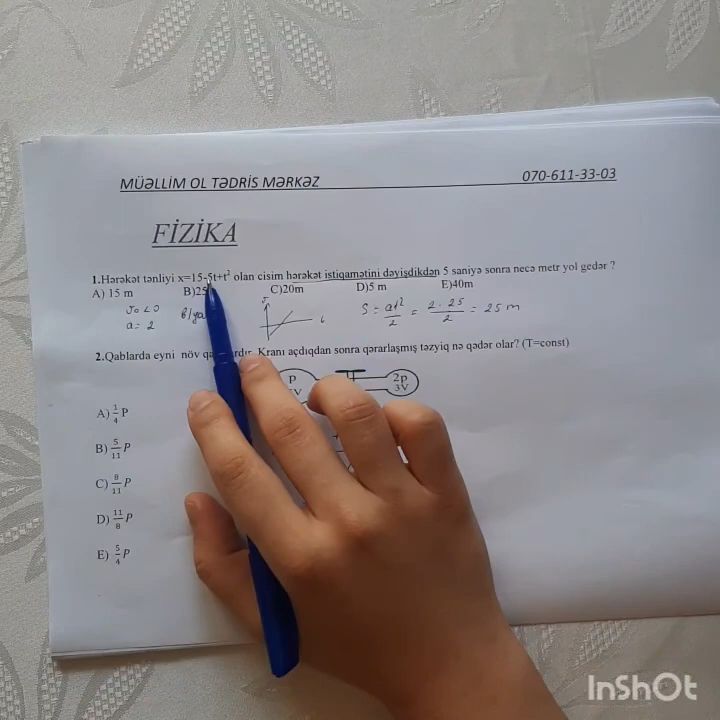 MÜƏLLİM OL TƏDRİS MƏRKƏZ 070-611-33-03
FİZİKA
1.Hərəkət tənliyi x=15-5t+t² olan cisim hərəkət istiqamətini dəyişdikdən 5 saniyə sonra necə metr yol gedər ?
A) 15 m B)25 C)20m D)5 m E)40m
v₀ < 0
a = 2
S = at²/2 = 2·25/2 = 25 m
2.Qablarda eyni növ Kranı açdıqdan sonra qərarlaşmış təzyiq nə qədər olar? (T=const)
P 2p
V 3V
A) 1/4 P
B) 5/11 P
C) 8/11 P
D) 11/8 P
E) 5/4 P
InShOt